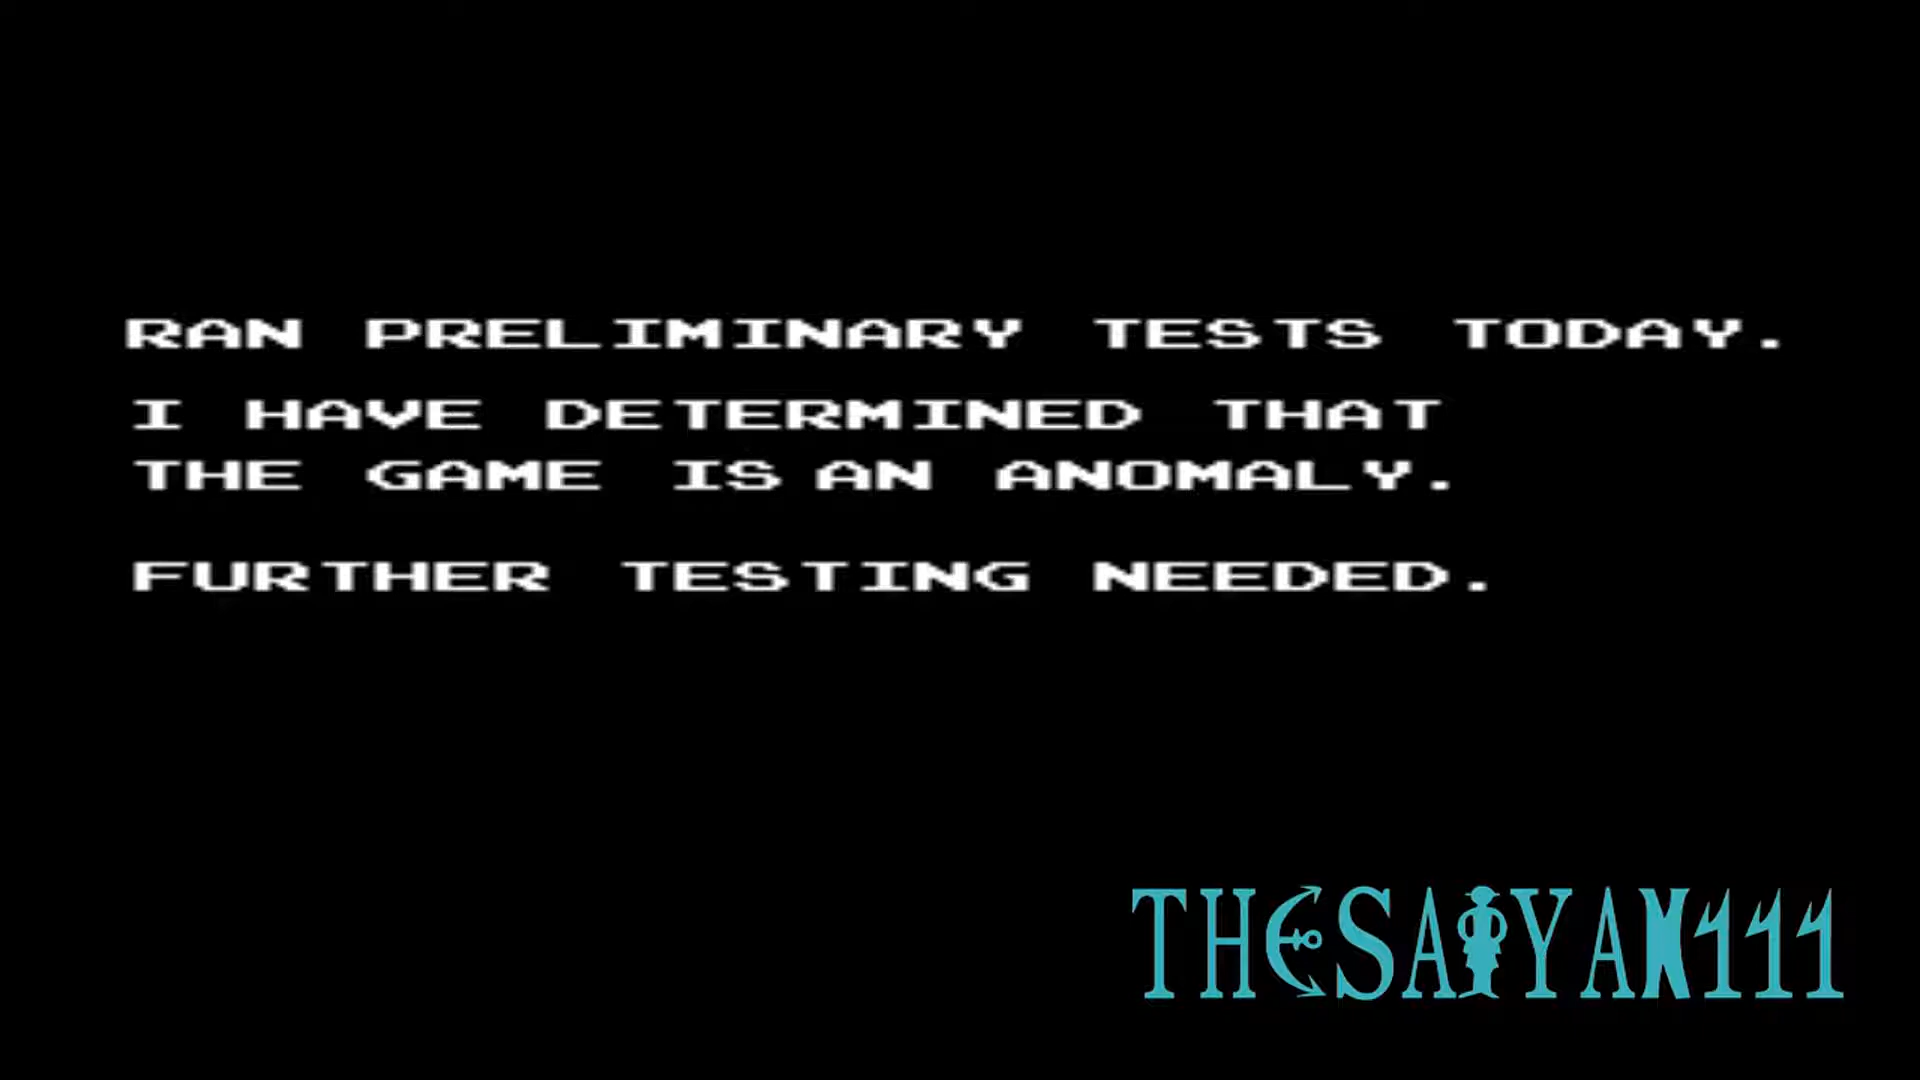 RAN PRELIMINARY TESTS TODAY.
I HAVE DETERMINED THAT
THE GAME IS AN ANOMALY.
FURTHER TESTING NEEDED.
THESAIYAN111